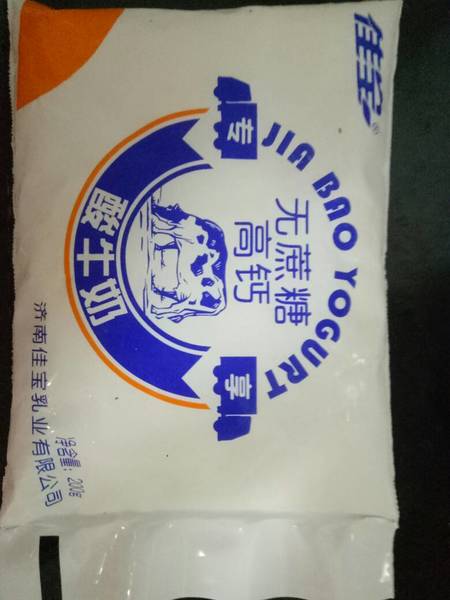 佳宝®
JIA BAO YOGURT
专享
无蔗糖
高钙
酸牛奶
净含量:200g
济南佳宝乳业有限公司